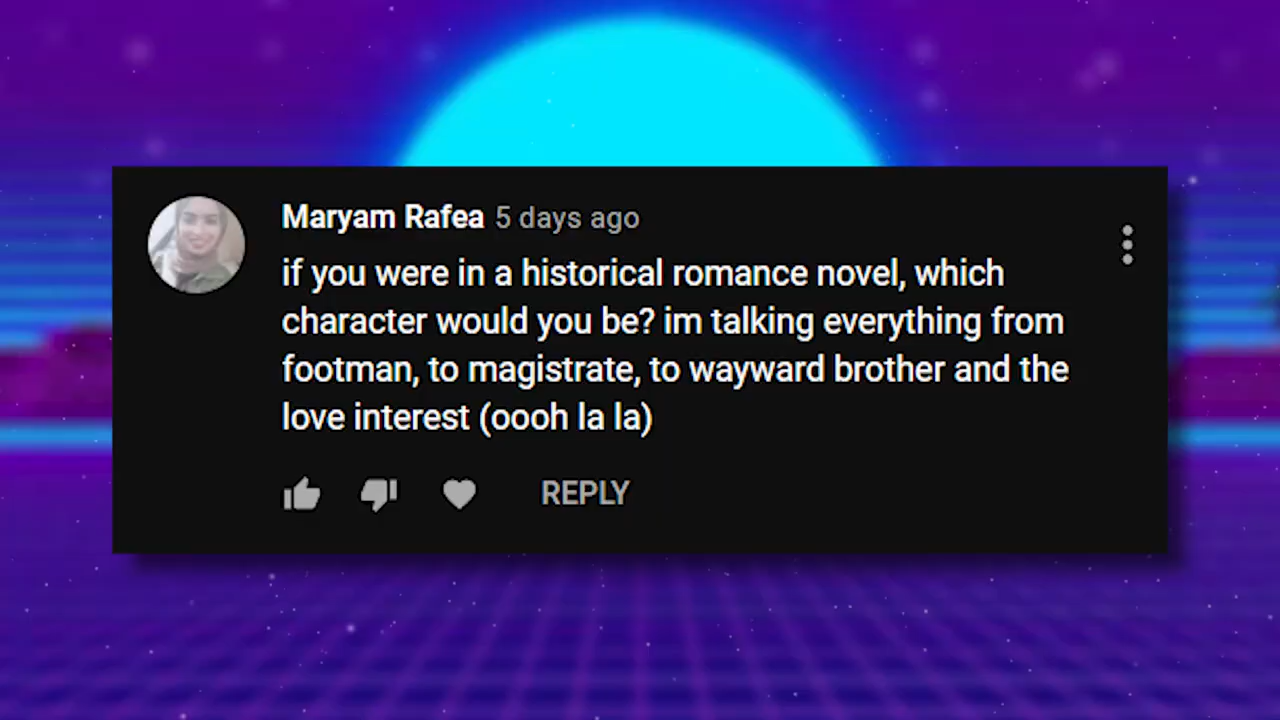 Maryam Rafea 5 days ago
if you were in a historical romance novel, which
character would you be? im talking everything from
footman, to magistrate, to wayward brother and the
love interest (oooh la la)
REPLY